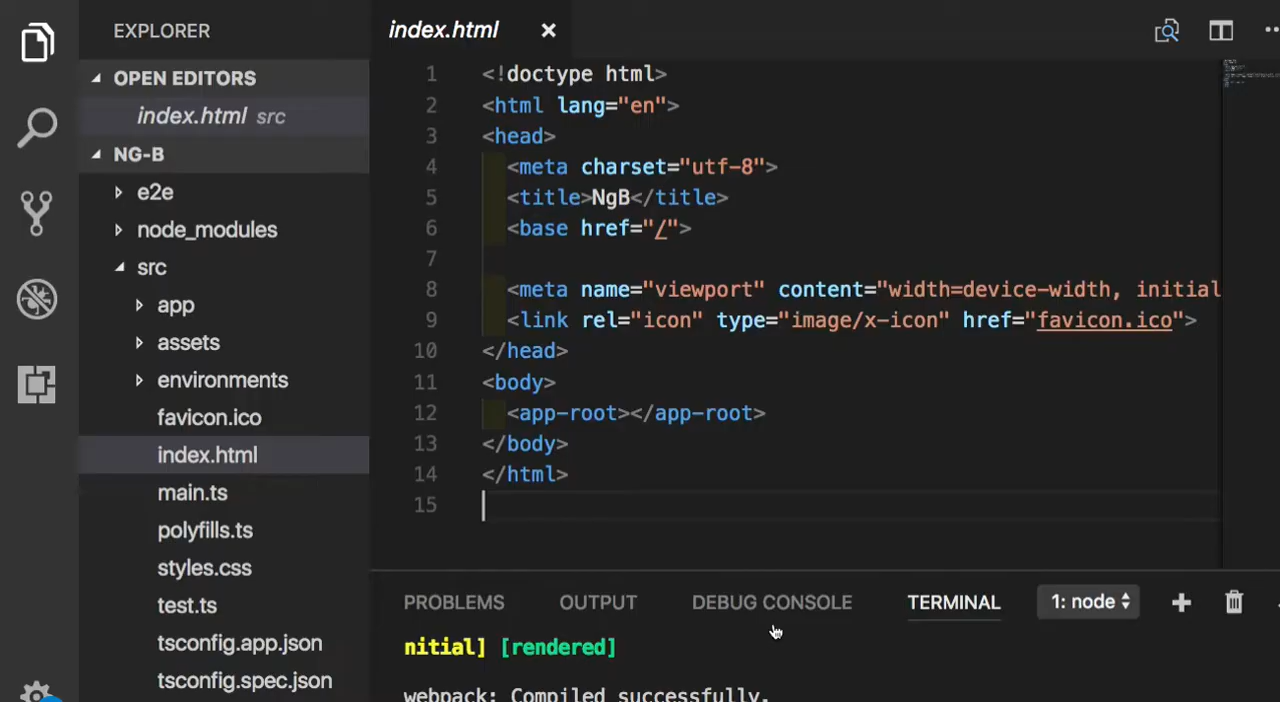 EXPLORER
OPEN EDITORS
index.html src
NG-B
e2e
node_modules
src
app
assets
environments
favicon.ico
index.html
main.ts
polyfills.ts
styles.css
test.ts
tsconfig.app.json
tsconfig.spec.json
index.html
1 <!doctype html>
2 <html lang="en">
3 <head>
4 <meta charset="utf-8">
5 <title>NgB</title>
6 <base href="/">
7
8 <meta name="viewport" content="width=device-width, initial
9 <link rel="icon" type="image/x-icon" href="favicon.ico">
10 </head>
11 <body>
12 <app-root></app-root>
13 </body>
14 </html>
15
PROBLEMS OUTPUT DEBUG CONSOLE TERMINAL 1: node
nitial] [rendered]
webpack: Compiled successfully.